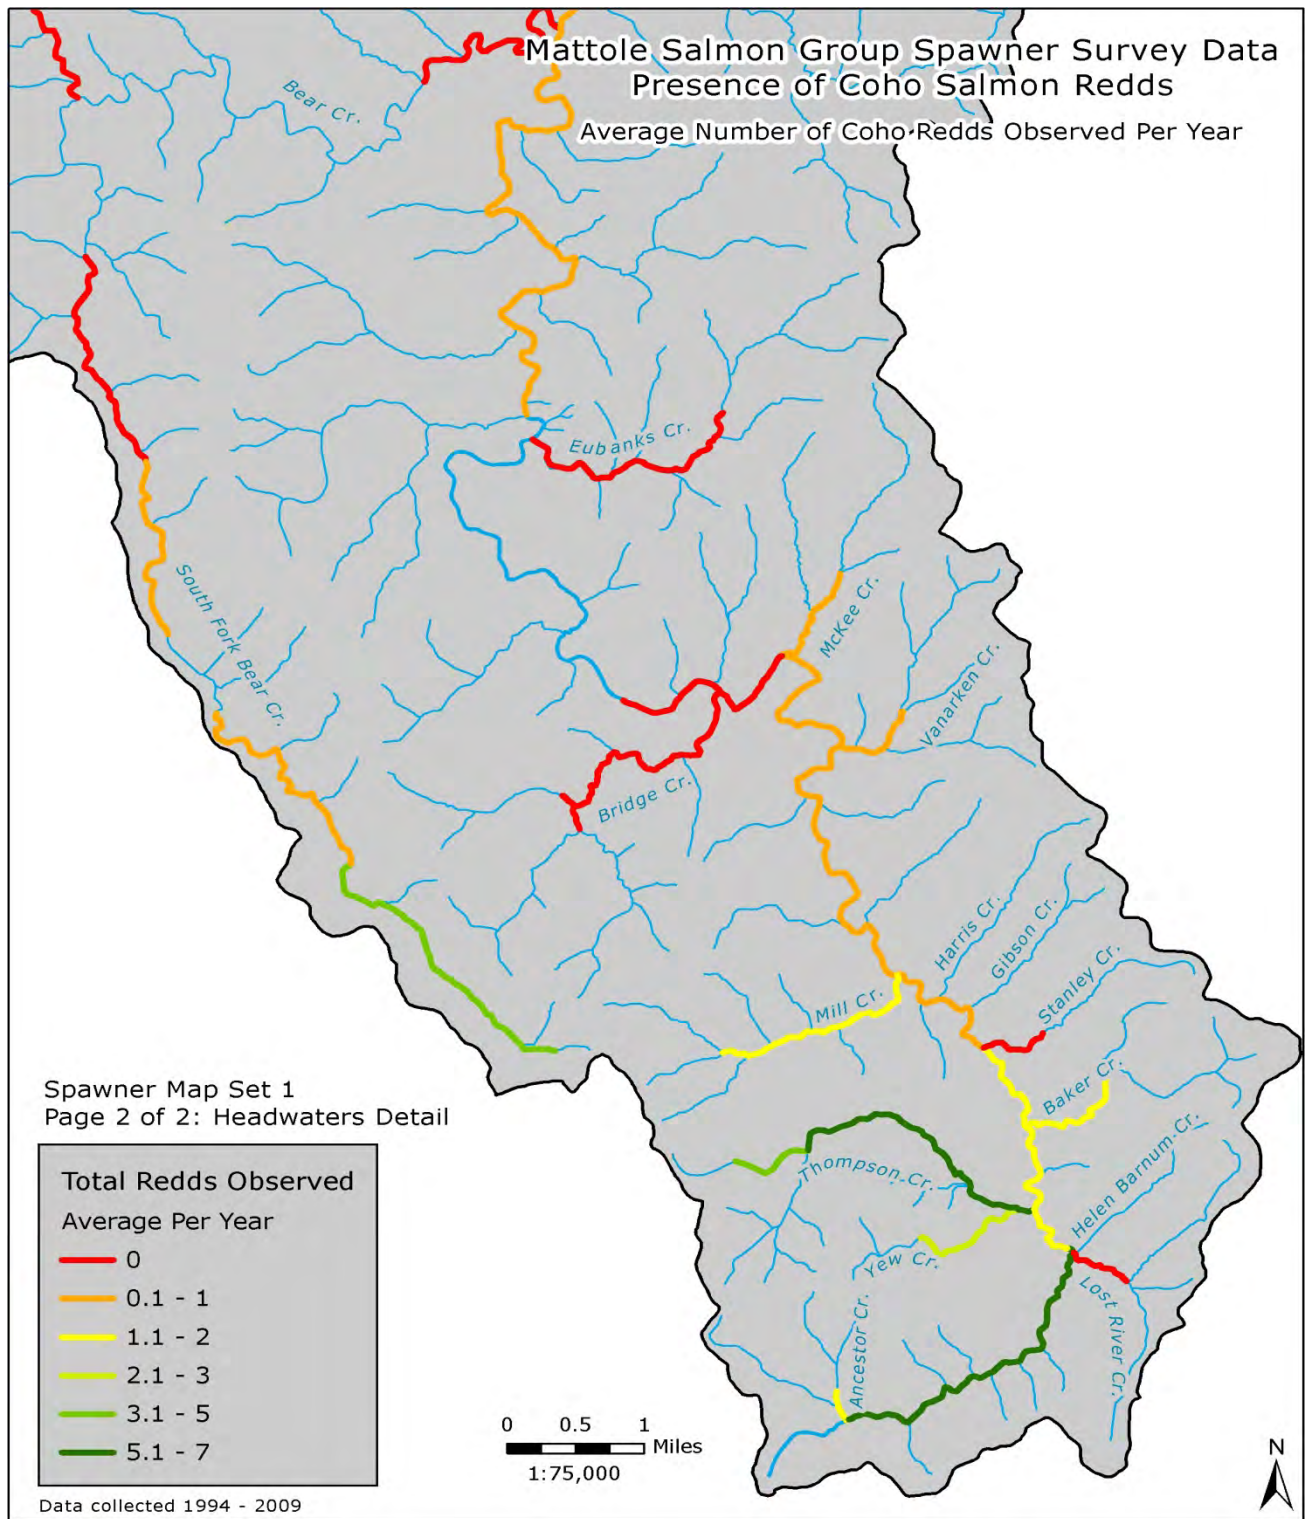 Mattole Salmon Group Spawner Survey Data
Presence of Coho Salmon Redds
Average Number of Coho Redds Observed Per Year
Bear Cr.
Eubanks Cr.
South Fork Bear Cr.
McKee Cr.
Vanarken Cr.
Bridge Cr.
Harris Cr.
Gibson Cr.
Stanley Cr.
Mill Cr.
Baker Cr.
Helen Barnum Cr.
Thompson Cr.
Yew Cr.
Lost River Cr.
Ancestor Cr.
Spawner Map Set 1
Page 2 of 2: Headwaters Detail
Total Redds Observed
Average Per Year
0
0.1 - 1
1.1 - 2
2.1 - 3
3.1 - 5
5.1 - 7
Data collected 1994 - 2009
0 0.5 1
Miles
1:75,000
N